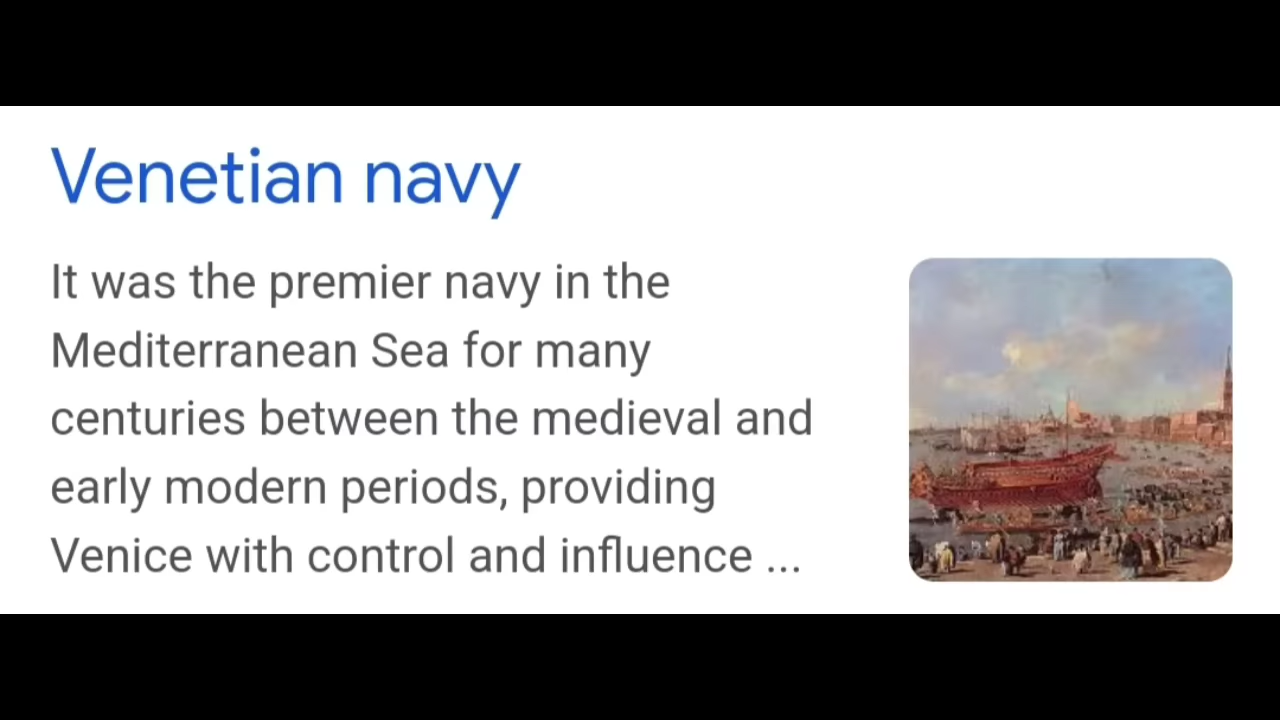 Venetian navy
It was the premier navy in the
Mediterranean Sea for many
centuries between the medieval and
early modern periods, providing
Venice with control and influence ...